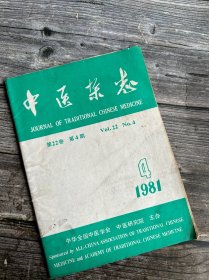 中医杂志
JOURNAL OF TRADITIONAL CHINESE MEDICINE
第22卷 第4期 Vol.22 No.4
4
1981
中华全国中医学会 中医研究院 主办
Sponsored by ALL-CHINA ASSOCIATION OF TRADITIONAL CHINESE
MEDICINE and ACADEMY OF TRADITIONAL CHINESE MEDICINE